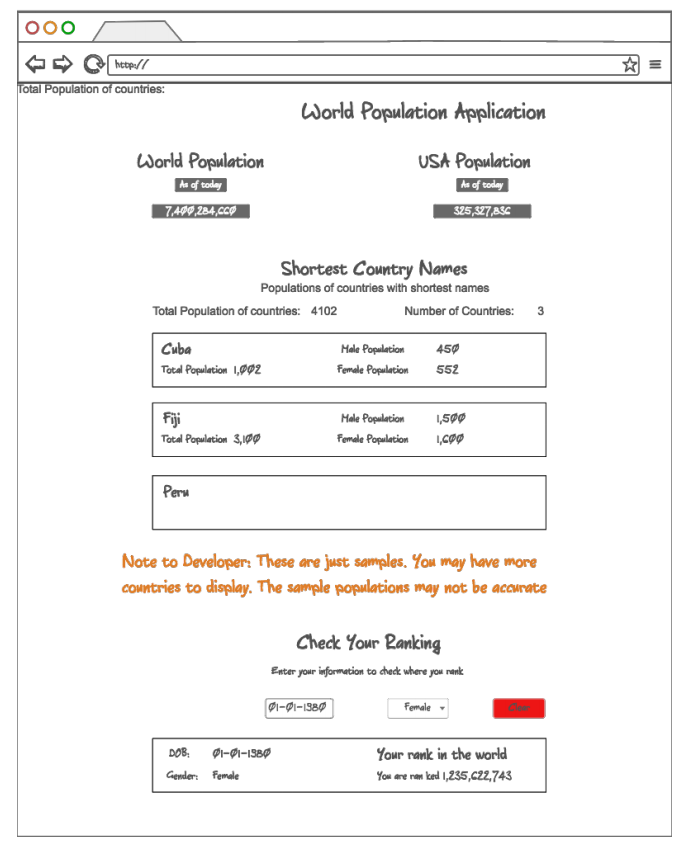 http://
Total Population of countries:
World Population Application
World Population
USA Population
As of today
As of today
7,400,284,660
325,327,836
Shortest Country Names
Populations of countries with shortest names
Total Population of countries: 4102 Number of Countries: 3
Cuba Male Population 450
Total Population 1,002 Female Population 552
Fiji Male Population 1,500
Total Population 3,100 Female Population 1,600
Peru
Note to Developer: These are just samples. You may have more
countries to display. The sample populations may not be accurate
Check Your Ranking
Enter your information to check where you rank
01-01-1980 Female Clear
DOB: 01-01-1980 Your rank in the world
Gender: Female You are ran ked 1,235,622,743